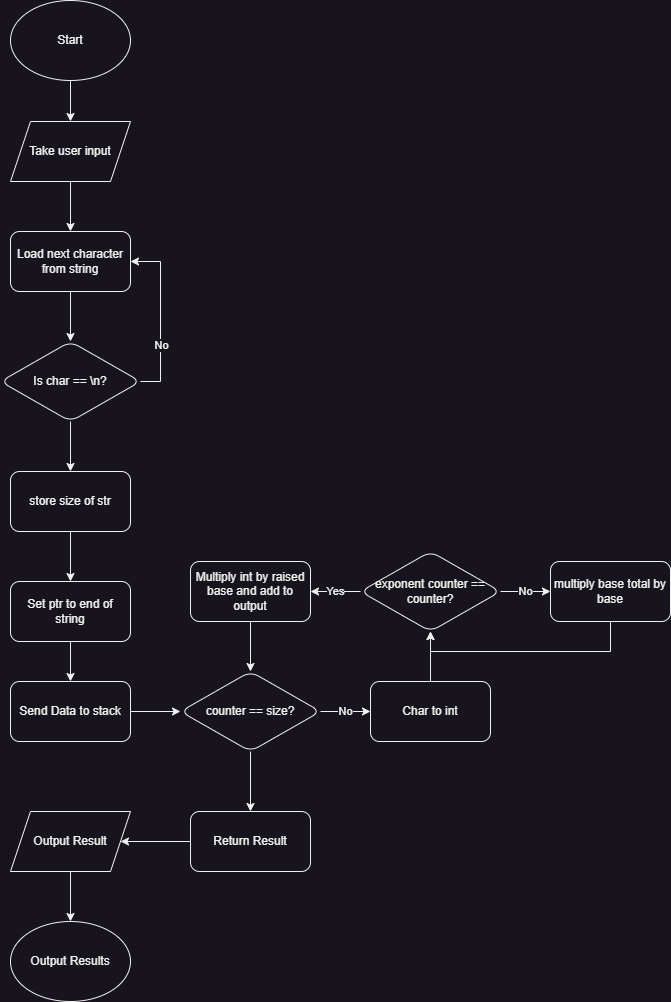 Start
Take user input
Load next character
from string
No
Is char == \n?
store size of str
Set ptr to end of
string
Send Data to stack
Multiply int by raised
base and add to
output
Yes
exponent counter ==
counter?
No
multiply base total by
base
counter == size?
No
Char to int
Return Result
Output Result
Output Results